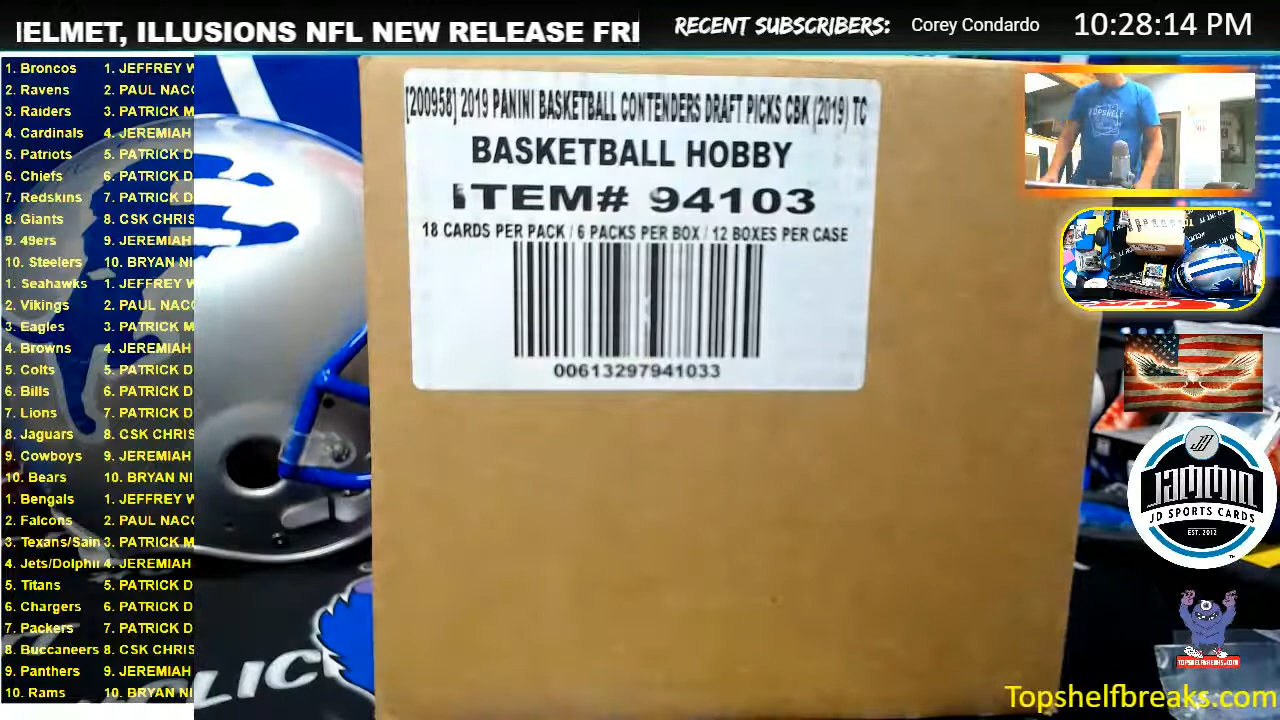 HELMET, ILLUSIONS NFL NEW RELEASE FRI
RECENT SUBSCRIBERS: Corey Condardo 10:28:14 PM
1. Broncos 1. JEFFREY W
2. Ravens 2. PAUL NACC
3. Raiders 3. PATRICK M
4. Cardinals 4. JEREMIAH
5. Patriots 5. PATRICK D
6. Chiefs 6. PATRICK D
7. Redskins 7. PATRICK D
8. Giants 8. CSK CHRIS
9. 49ers 9. JEREMIAH
10. Steelers 10. BRYAN NI
1. Seahawks 1. JEFFREY W
2. Vikings 2. PAUL NACC
3. Eagles 3. PATRICK M
4. Browns 4. JEREMIAH
5. Colts 5. PATRICK D
6. Bills 6. PATRICK D
7. Lions 7. PATRICK D
8. Jaguars 8. CSK CHRIS
9. Cowboys 9. JEREMIAH
10. Bears 10. BRYAN NI
1. Bengals 1. JEFFREY W
2. Falcons 2. PAUL NACC
3. Texans/Sain 3. PATRICK M
4. Jets/Dolphi 4. JEREMIAH
5. Titans 5. PATRICK D
6. Chargers 6. PATRICK D
7. Packers 7. PATRICK D
8. Buccaneers 8. CSK CHRIS
9. Panthers 9. JEREMIAH
10. Rams 10. BRYAN NI
[200958] 2019 PANINI BASKETBALL CONTENDERS DRAFT PICKS CBK (2019) TC
BASKETBALL HOBBY
ITEM# 94103
18 CARDS PER PACK / 6 PACKS PER BOX / 12 BOXES PER CASE
00613297941033
JJ
JAMMIN
JD SPORTS CARDS
EST. 2012
TOPSHELFBREAKS.COM
Topshelfbreaks.com